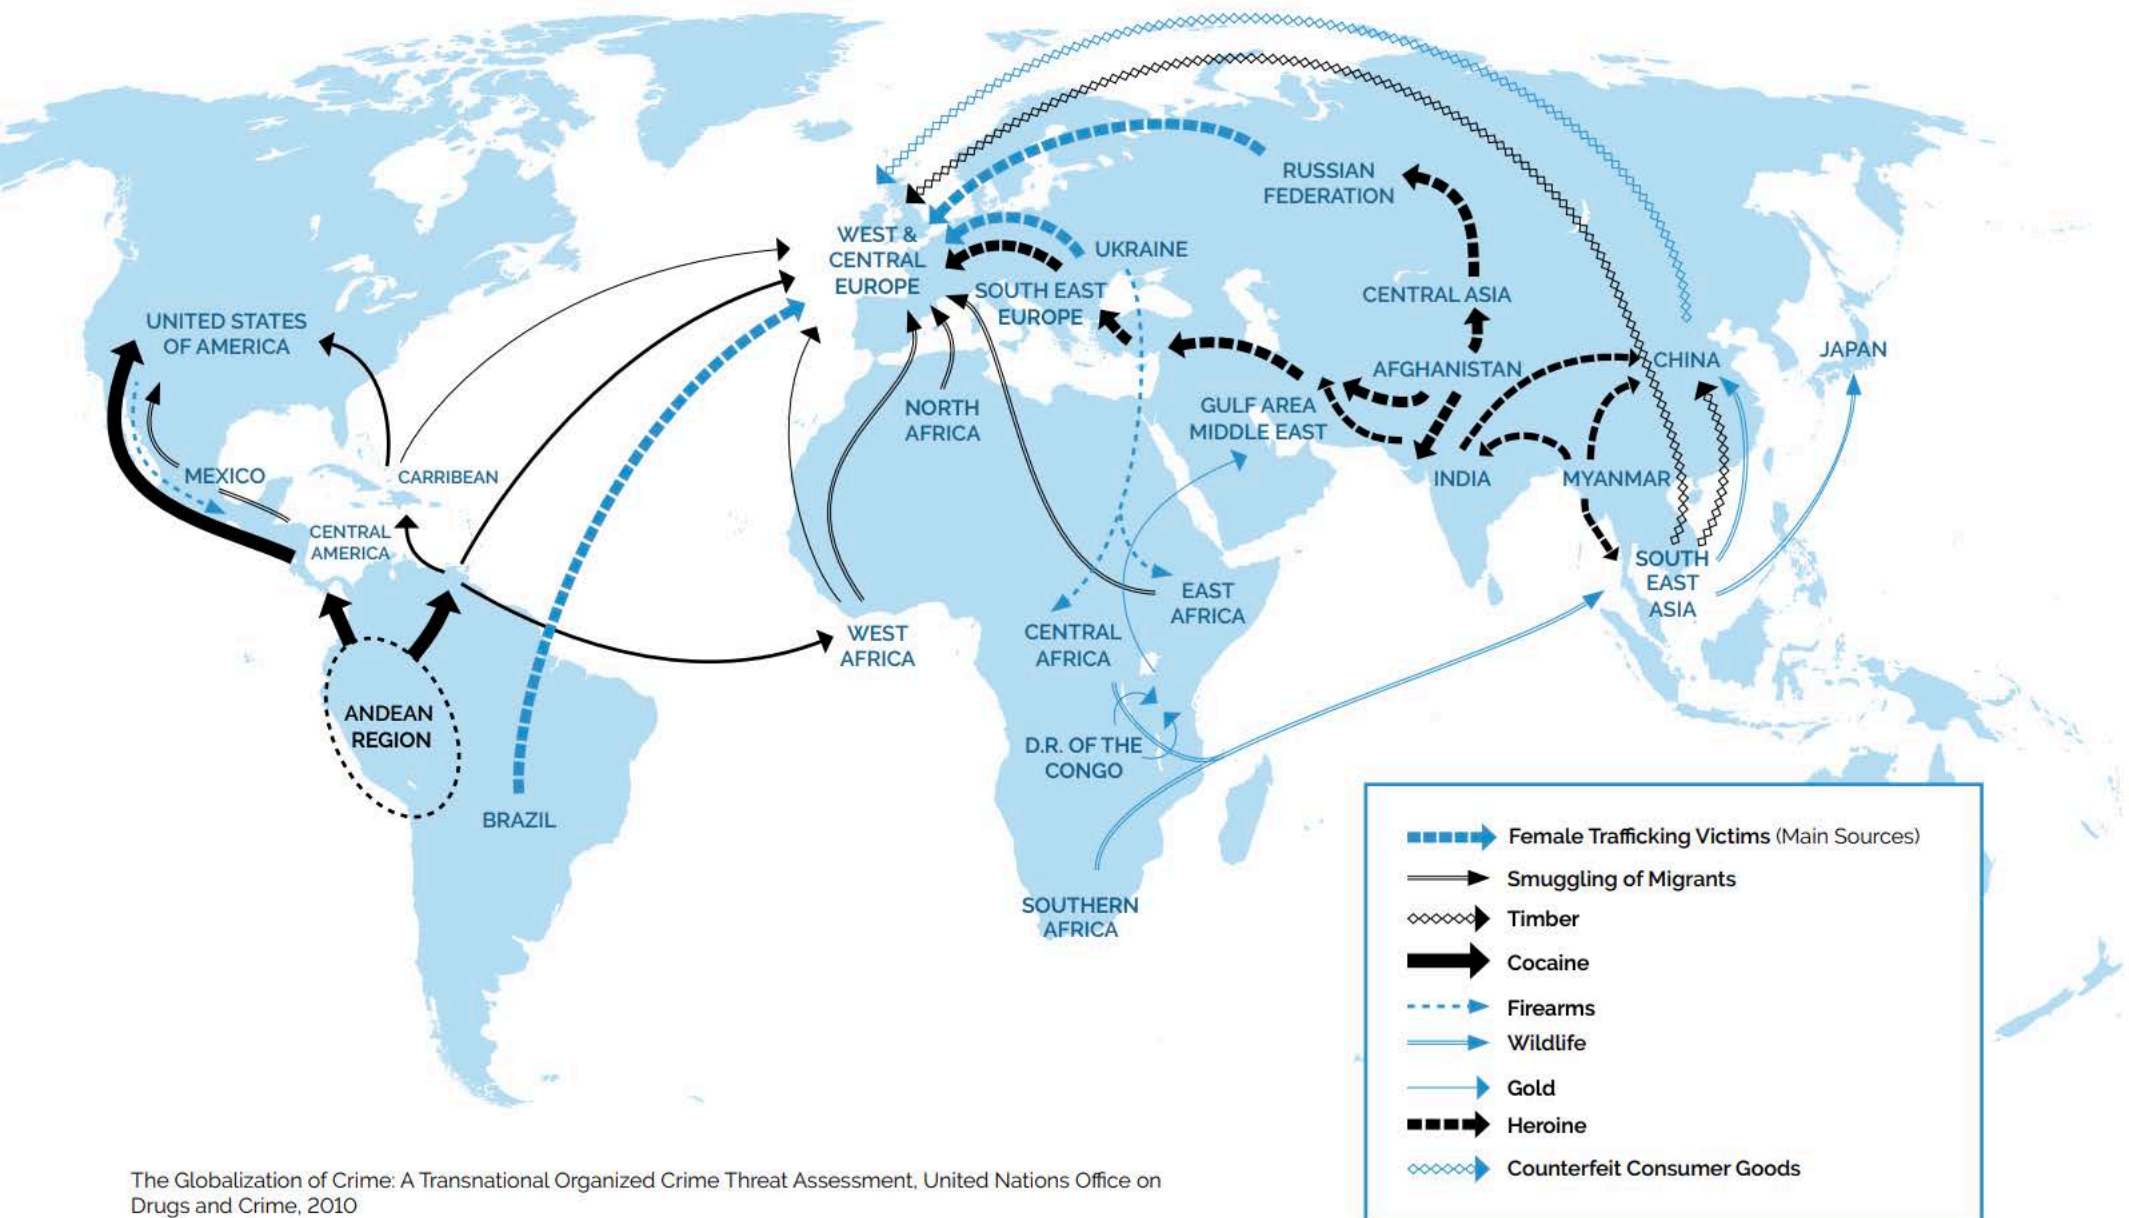 RUSSIAN
FEDERATION
WEST &
CENTRAL
EUROPE
UKRAINE
SOUTH EAST
EUROPE
CENTRAL ASIA
UNITED STATES
OF AMERICA
AFGHANISTAN
CHINA
JAPAN
NORTH
AFRICA
GULF AREA
MIDDLE EAST
MEXICO
CARRIBEAN
INDIA
MYANMAR
CENTRAL
AMERICA
SOUTH
EAST
ASIA
EAST
AFRICA
WEST
AFRICA
CENTRAL
AFRICA
ANDEAN
REGION
D.R. OF THE
CONGO
BRAZIL
SOUTHERN
AFRICA
Female Trafficking Victims (Main Sources)
Smuggling of Migrants
Timber
Cocaine
Firearms
Wildlife
Gold
Heroine
Counterfeit Consumer Goods
The Globalization of Crime: A Transnational Organized Crime Threat Assessment, United Nations Office on
Drugs and Crime, 2010